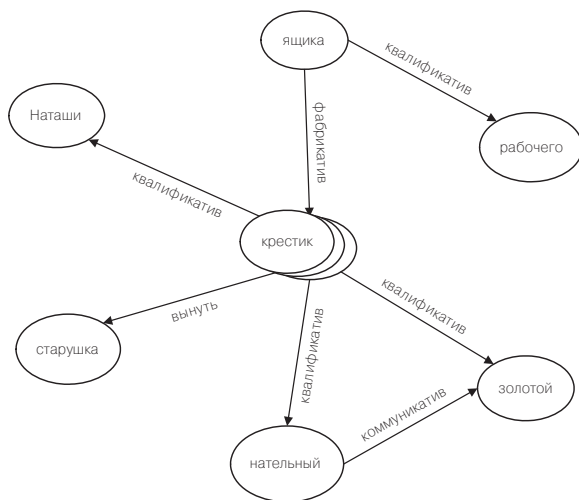 ящика
квалификатив
Наташи
фабрикатив
рабочего
квалификатив
крестик
вынуть
квалификатив
квалификатив
старушка
золотой
коммуникатив
нательный